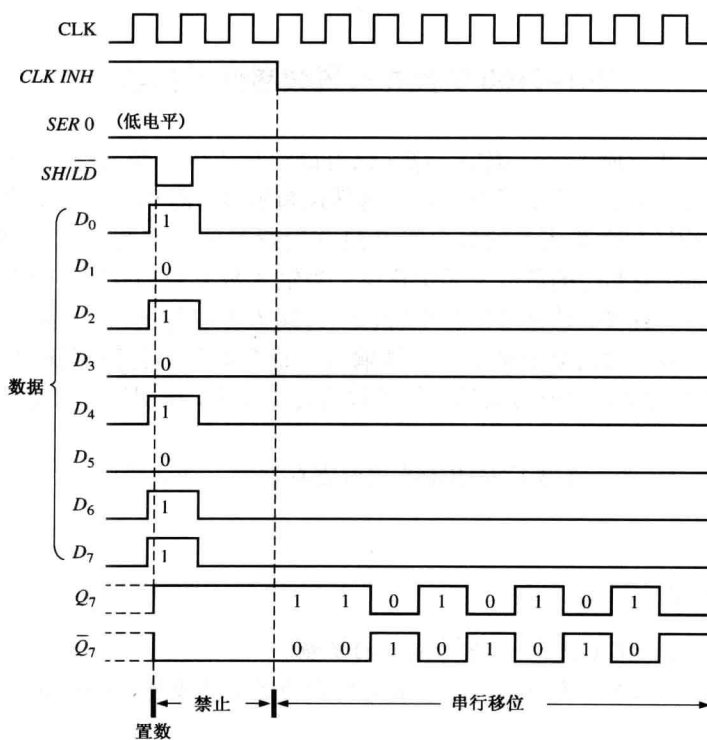 CLK
CLK INH
SER 0 (低电平)
SH/L̅D̅
D₀ 1
D₁ 0
D₂ 1
D₃ 0
数据
D₄ 1
D₅ 0
D₆ 1
D₇ 1
Q₇ 1 1 0 1 0 1 0 1
Q̅₇ 0 0 1 0 1 0 1 0
禁止 串行移位
置数